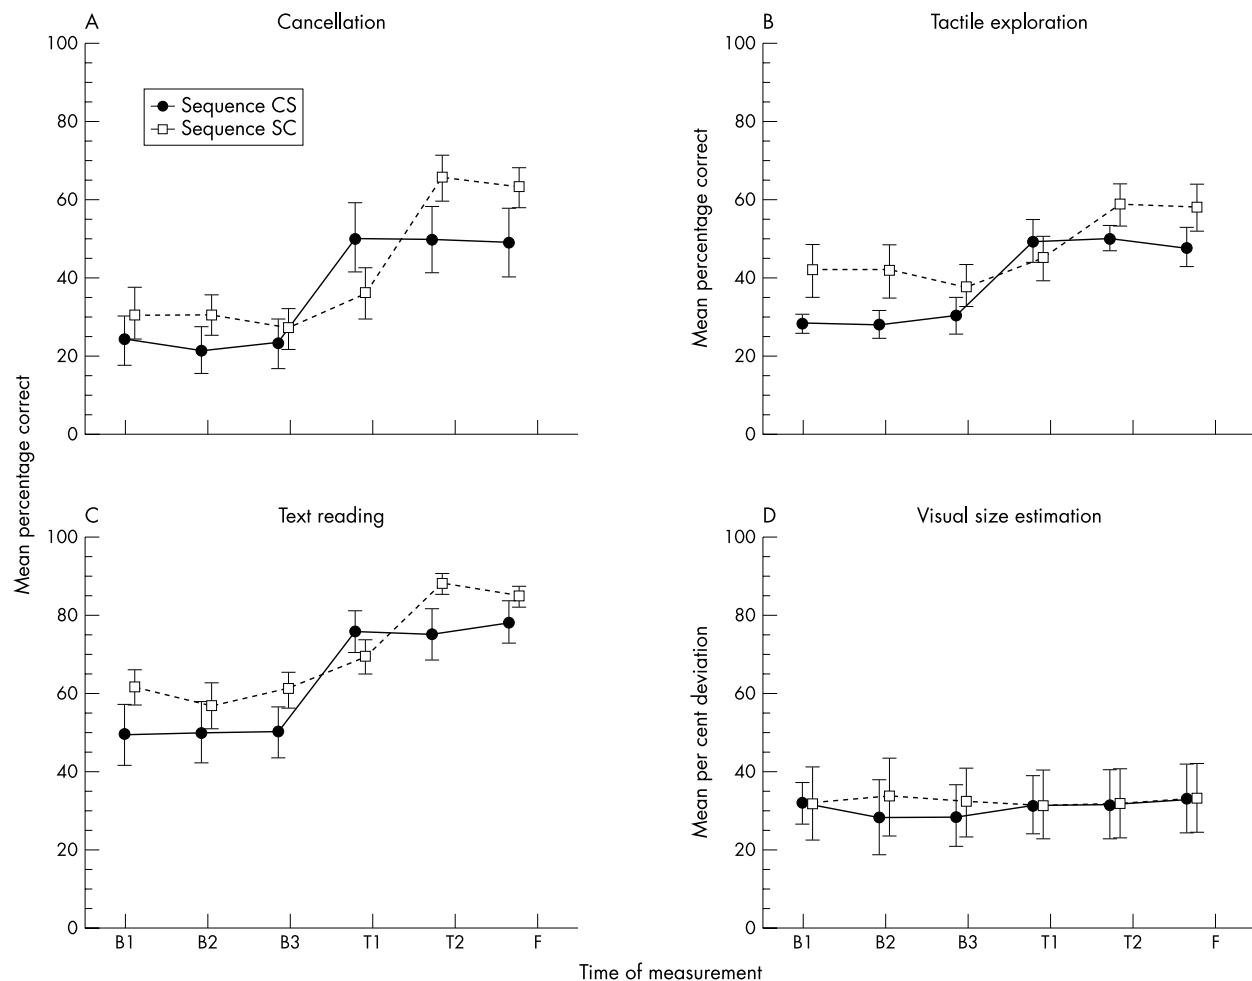 A
Cancellation
100
80
60
40
20
0
Sequence CS
Sequence SC
B
Tactile exploration
Mean percentage correct
100
80
60
40
20
0
Mean percentage correct
C
Text reading
100
80
60
40
20
0
B1 B2 B3 T1 T2 F
D
Visual size estimation
Mean per cent deviation
100
80
60
40
20
0
B1 B2 B3 T1 T2 F
Time of measurement